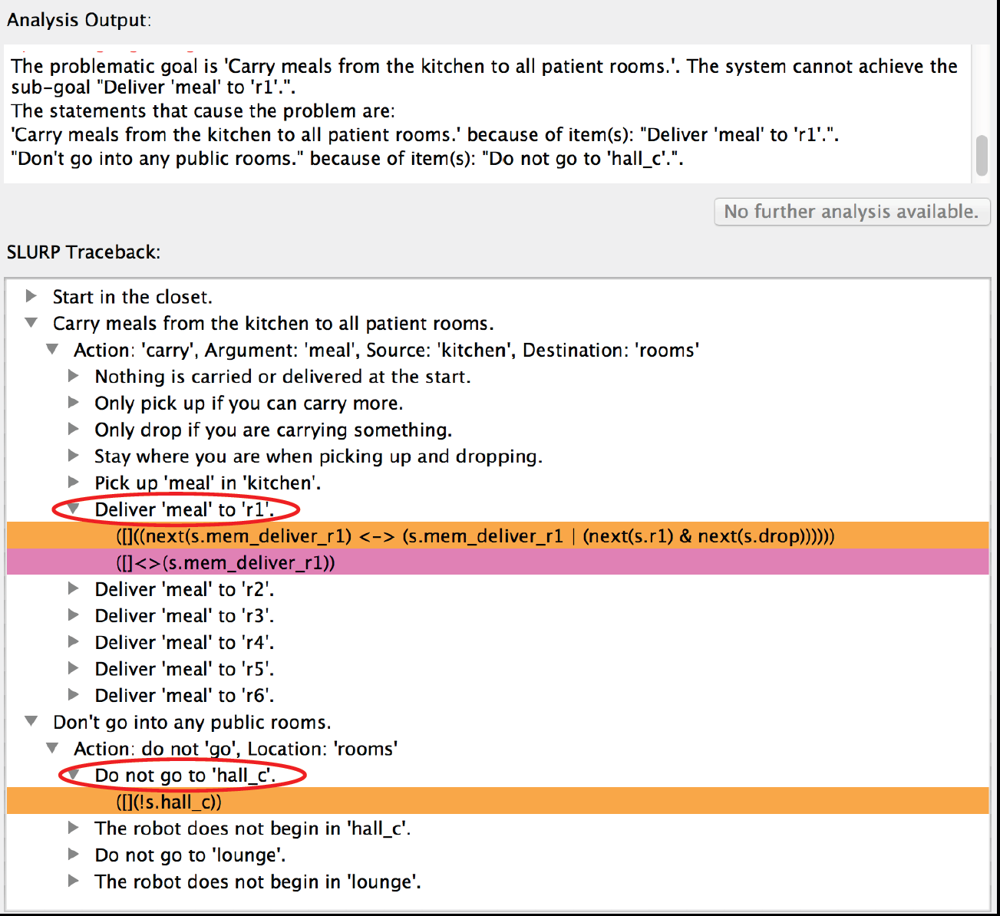 Analysis Output:
The problematic goal is 'Carry meals from the kitchen to all patient rooms.'. The system cannot achieve the
sub-goal "Deliver 'meal' to 'r1'.".
The statements that cause the problem are:
'Carry meals from the kitchen to all patient rooms.' because of item(s): "Deliver 'meal' to 'r1'.".
"Don't go into any public rooms." because of item(s): "Do not go to 'hall_c'.".
No further analysis available.
SLURP Traceback:
Start in the closet.
Carry meals from the kitchen to all patient rooms.
Action: 'carry', Argument: 'meal', Source: 'kitchen', Destination: 'rooms'
Nothing is carried or delivered at the start.
Only pick up if you can carry more.
Only drop if you are carrying something.
Stay where you are when picking up and dropping.
Pick up 'meal' in 'kitchen'.
Deliver 'meal' to 'r1'.
([]((next(s.mem_deliver_r1) <-> (s.mem_deliver_r1 | (next(s.r1) & next(s.drop))))))
([]<>(s.mem_deliver_r1))
Deliver 'meal' to 'r2'.
Deliver 'meal' to 'r3'.
Deliver 'meal' to 'r4'.
Deliver 'meal' to 'r5'.
Deliver 'meal' to 'r6'.
Don't go into any public rooms.
Action: do not 'go', Location: 'rooms'
Do not go to 'hall_c'.
([](!s.hall_c))
The robot does not begin in 'hall_c'.
Do not go to 'lounge'.
The robot does not begin in 'lounge'.